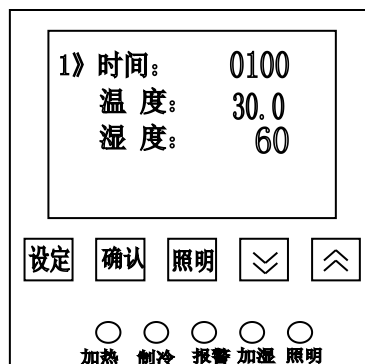 1》时间： 0100
温 度： 30.0
湿 度： 60
设定 确认 照明
加热 制冷 报警 加湿 照明